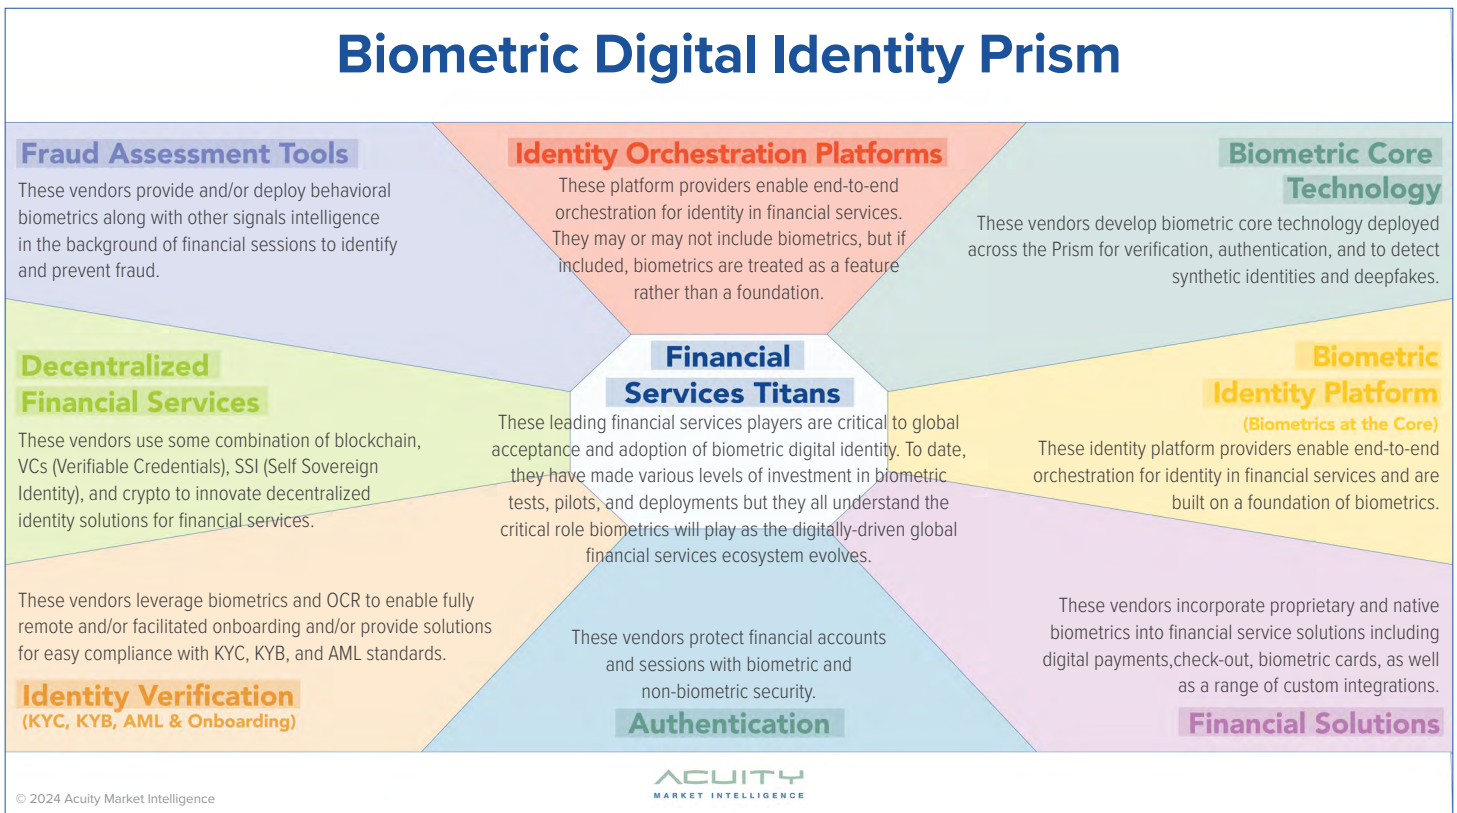 Biometric Digital Identity Prism
Fraud Assessment Tools
These vendors provide and/or deploy behavioral
biometrics along with other signals intelligence
in the background of financial sessions to identify
and prevent fraud.
Identity Orchestration Platforms
These platform providers enable end-to-end
orchestration for identity in financial services.
They may or may not include biometrics, but if
included, biometrics are treated as a feature
rather than a foundation.
Biometric Core
Technology
These vendors develop biometric core technology deployed
across the Prism for verification, authentication, and to detect
synthetic identities and deepfakes.
Decentralized
Financial Services
These vendors use some combination of blockchain,
VCs (Verifiable Credentials), SSI (Self Sovereign
Identity), and crypto to innovate decentralized
identity solutions for financial services.
Financial
Services Titans
These leading financial services players are critical to global
acceptance and adoption of biometric digital identity. To date,
they have made various levels of investment in biometric
tests, pilots, and deployments but they all understand the
critical role biometrics will play as the digitally-driven global
financial services ecosystem evolves.
Biometric
Identity Platform
(Biometrics at the Core)
These identity platform providers enable end-to-end
orchestration for identity in financial services and are
built on a foundation of biometrics.
These vendors leverage biometrics and OCR to enable fully
remote and/or facilitated onboarding and/or provide solutions
for easy compliance with KYC, KYB, and AML standards.
Identity Verification
(KYC, KYB, AML & Onboarding)
These vendors protect financial accounts
and sessions with biometric and
non-biometric security.
Authentication
These vendors incorporate proprietary and native
biometrics into financial service solutions including
digital payments,check-out, biometric cards, as well
as a range of custom integrations.
Financial Solutions
© 2024 Acuity Market Intelligence
ACUITY
MARKET INTELLIGENCE